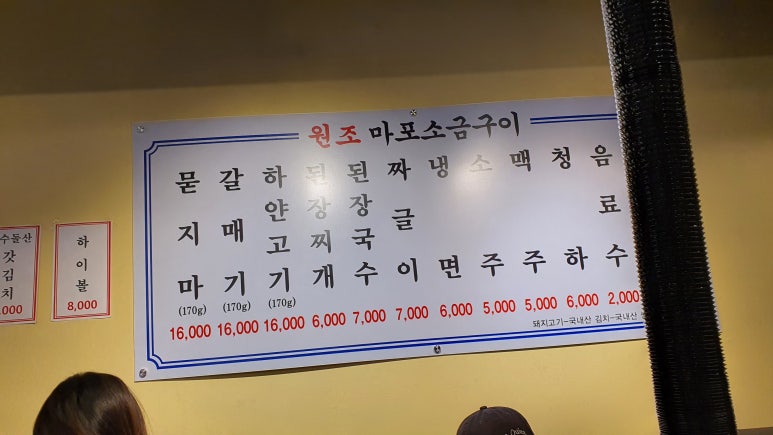 원조 마포소금구이
묻지마 (170g) 16,000
갈매기 (170g) 16,000
하얀고기 (170g) 16,000
된장찌개 6,000
된장국수 7,000
짜글이 7,000
냉면 6,000
소주 5,000
맥주 5,000
청하 6,000
음료수 2,000
돼지고기-국내산 김치-국내산
수돌산
갓김치
,000
하이볼
8,000